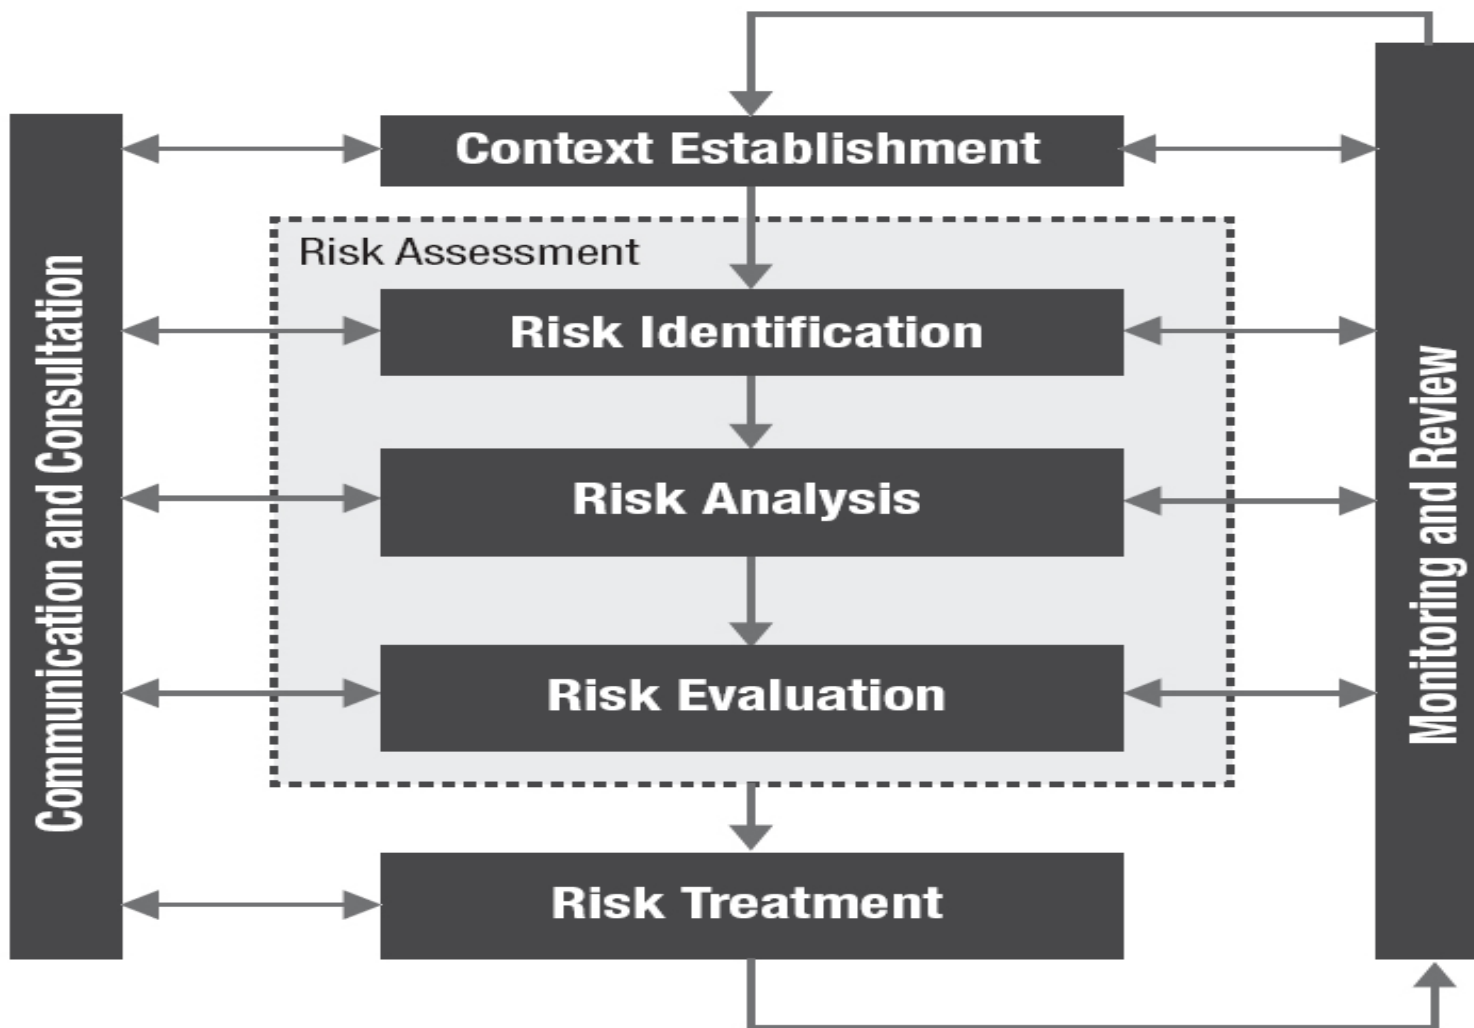 Context Establishment
Risk Assessment
Risk Identification
Risk Analysis
Risk Evaluation
Risk Treatment
Communication and Consultation
Monitoring and Review